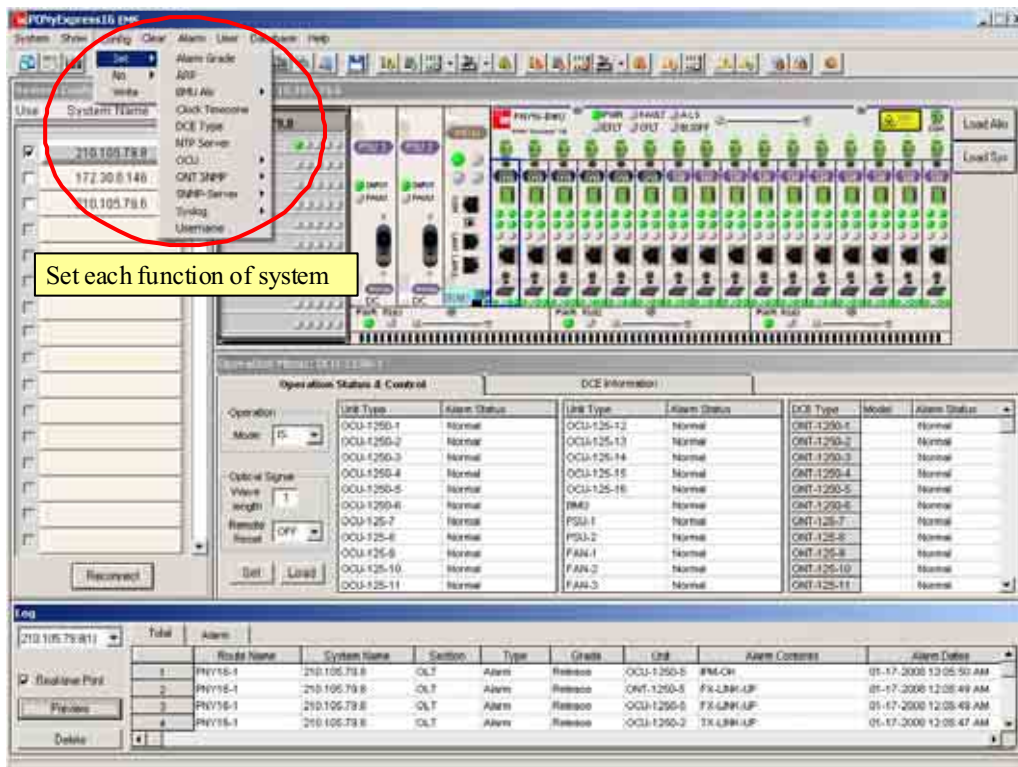 System Show Config Clear Alarm User Database Help
Set
No
Write
Alarm Grade
ARP
BMU Als
Clock Timezone
DCE Type
NTP Server
OCU
ONT SNMP
SNMP-Server
Syslog
Username
Use System Name
210.105.79.8
172.30.8.146
210.105.79.6
Reconnect
Set each function of system
PSU-1 PSU-2
DC DC
Load Alis
Load Sys
Operation Status & Control DCE Information
Operation
Mode IS
Optical Signal
Wave length 1
Remote Reset OFF
Set Load
Unit Type Alarm Status Unit Type Alarm Status DCE Type Model Alarm Status
OCU-1250-1 Normal OCU-125-12 Normal ONT-1250-1 Normal
OCU-1250-2 Normal OCU-125-13 Normal ONT-1250-2 Normal
OCU-1250-3 Normal OCU-125-14 Normal ONT-1250-3 Normal
OCU-1250-4 Normal OCU-125-15 Normal ONT-1250-4 Normal
OCU-1250-5 Normal OCU-125-16 Normal ONT-1250-5 Normal
OCU-1250-6 Normal BMU Normal ONT-1250-6 Normal
OCU-125-7 Normal PSU-1 Normal ONT-125-7 Normal
OCU-125-8 Normal PSU-2 Normal ONT-125-8 Normal
OCU-125-9 Normal FAN-1 Normal ONT-125-9 Normal
OCU-125-10 Normal FAN-2 Normal ONT-125-10 Normal
OCU-125-11 Normal FAN-3 Normal ONT-125-11 Normal
Log
Total Alarm
Realtime Print
Preview
Delete
Route Name System Name Section Type Grade Unit Alarm Contents Alarm Dates
1 PNY16-1 210.105.79.8 OLT Alarm Release OCU-1250-5 IPM-OK 01-17-2008 12:05:50 AM
2 PNY16-1 210.105.79.8 OLT Alarm Release ONT-1250-5 FX-LINK-UP 01-17-2008 12:05:49 AM
3 PNY16-1 210.105.79.8 OLT Alarm Release OCU-1250-5 FX-LINK-UP 01-17-2008 12:05:48 AM
4 PNY16-1 210.105.79.8 OLT Alarm Release OCU-1250-2 TX-LINK-UP 01-17-2008 12:05:47 AM